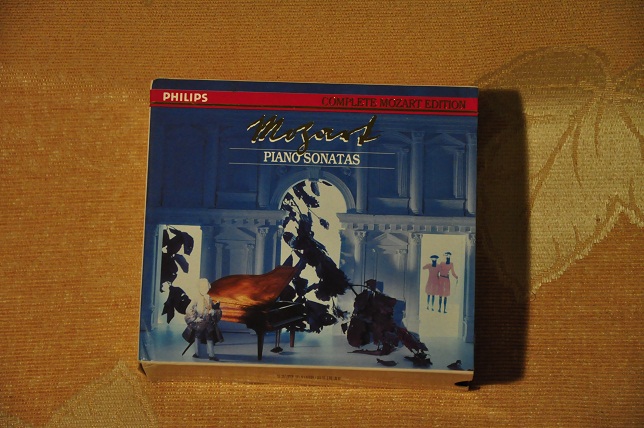 PHILIPS COMPLETE MOZART EDITION
Mozart
PIANO SONATAS